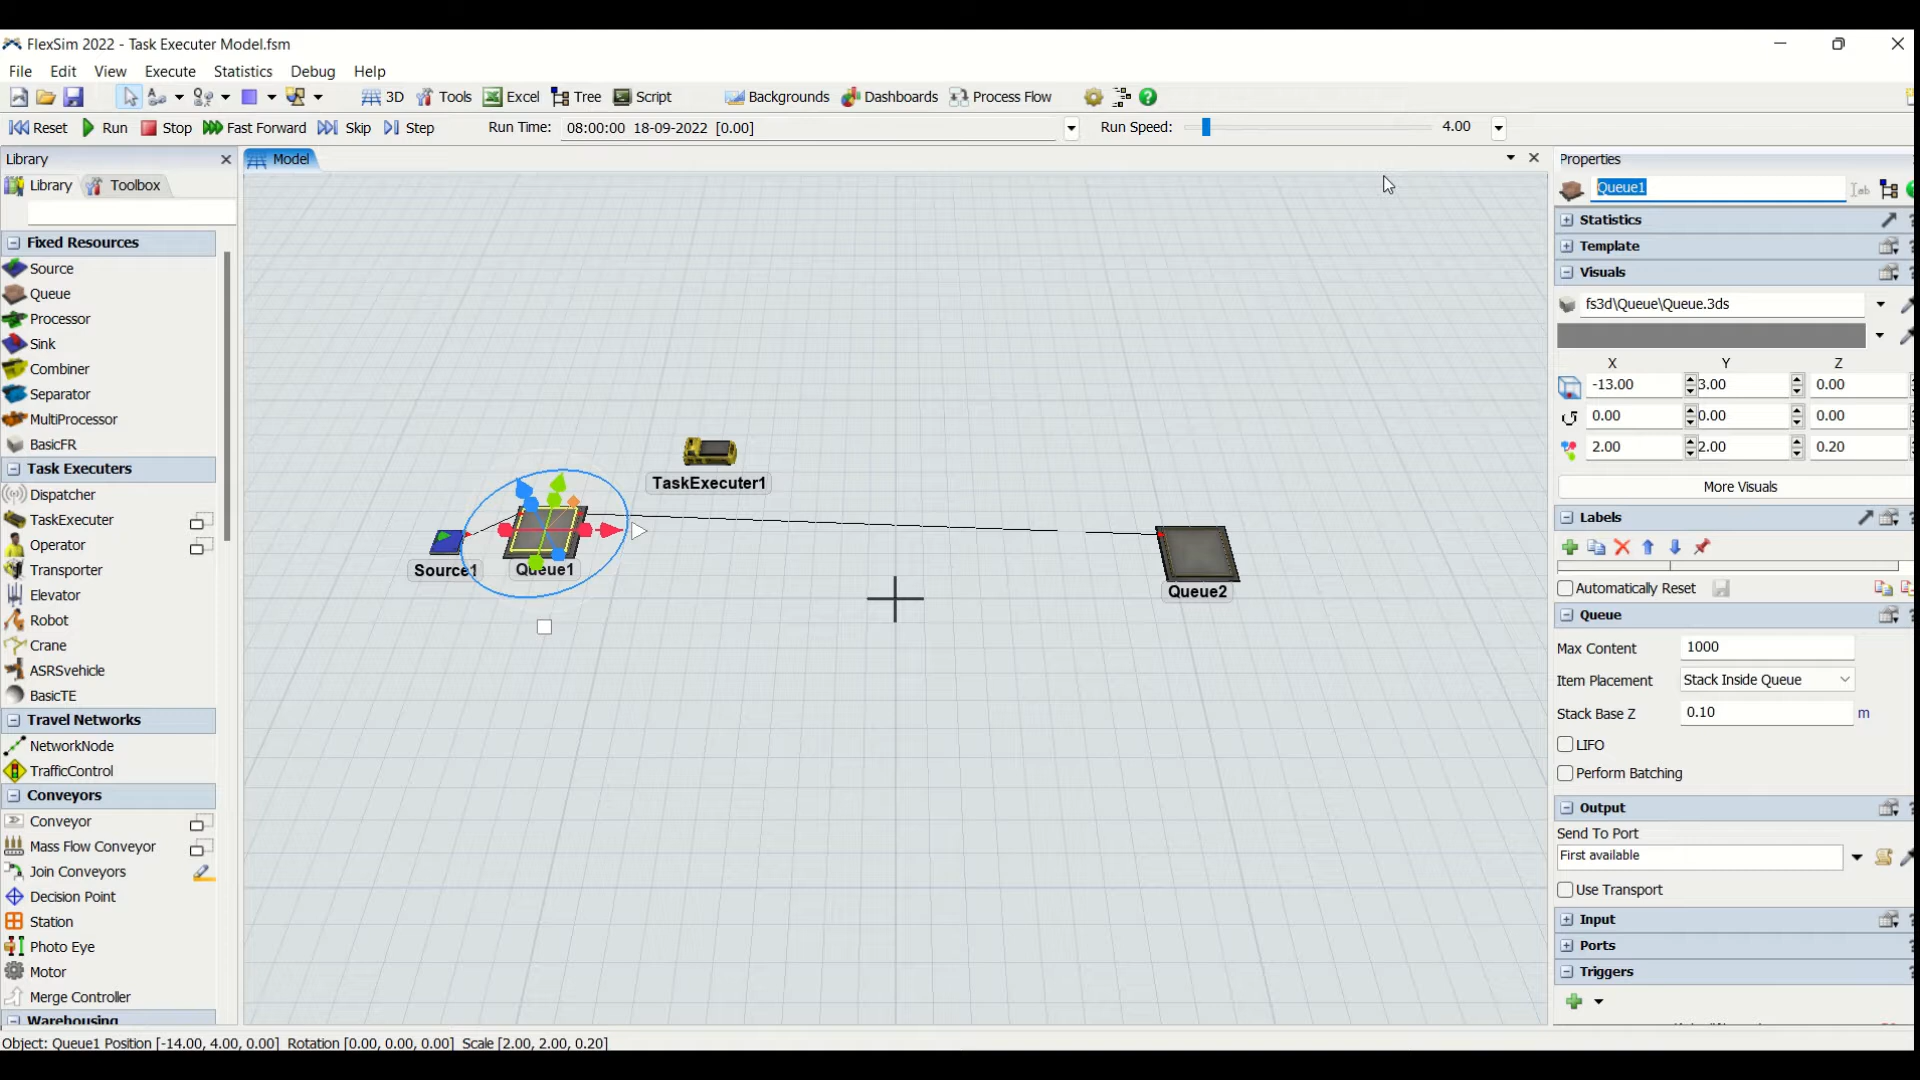 FlexSim 2022 - Task Executer Model.fsm
File Edit View Execute Statistics Debug Help
3D Tools Excel Tree Script Backgrounds Dashboards Process Flow
Reset Run Stop Fast Forward Skip Step Run Time: 08:00:00 18-09-2022 [0.00] Run Speed: 4.00
Library
Library Toolbox
Fixed Resources
Source
Queue
Processor
Sink
Combiner
Separator
MultiProcessor
BasicFR
Task Executers
Dispatcher
TaskExecuter
Operator
Transporter
Elevator
Robot
Crane
ASRSvehicle
BasicTE
Travel Networks
NetworkNode
TrafficControl
Conveyors
Conveyor
Mass Flow Conveyor
Join Conveyors
Decision Point
Station
Photo Eye
Motor
Merge Controller
Warehousing
Model
TaskExecuter1
Source1
Queue1
Queue2
Properties
Queue1
Statistics
Template
Visuals
fs3d\Queue\Queue.3ds
X Y Z
-13.00 3.00 0.00
0.00 0.00 0.00
2.00 2.00 0.20
More Visuals
Labels
Automatically Reset
Queue
Max Content 1000
Item Placement Stack Inside Queue
Stack Base Z 0.10 m
LIFO
Perform Batching
Output
Send To Port
First available
Use Transport
Input
Ports
Triggers
Object: Queue1 Position [-14.00, 4.00, 0.00] Rotation [0.00, 0.00, 0.00] Scale [2.00, 2.00, 0.20]